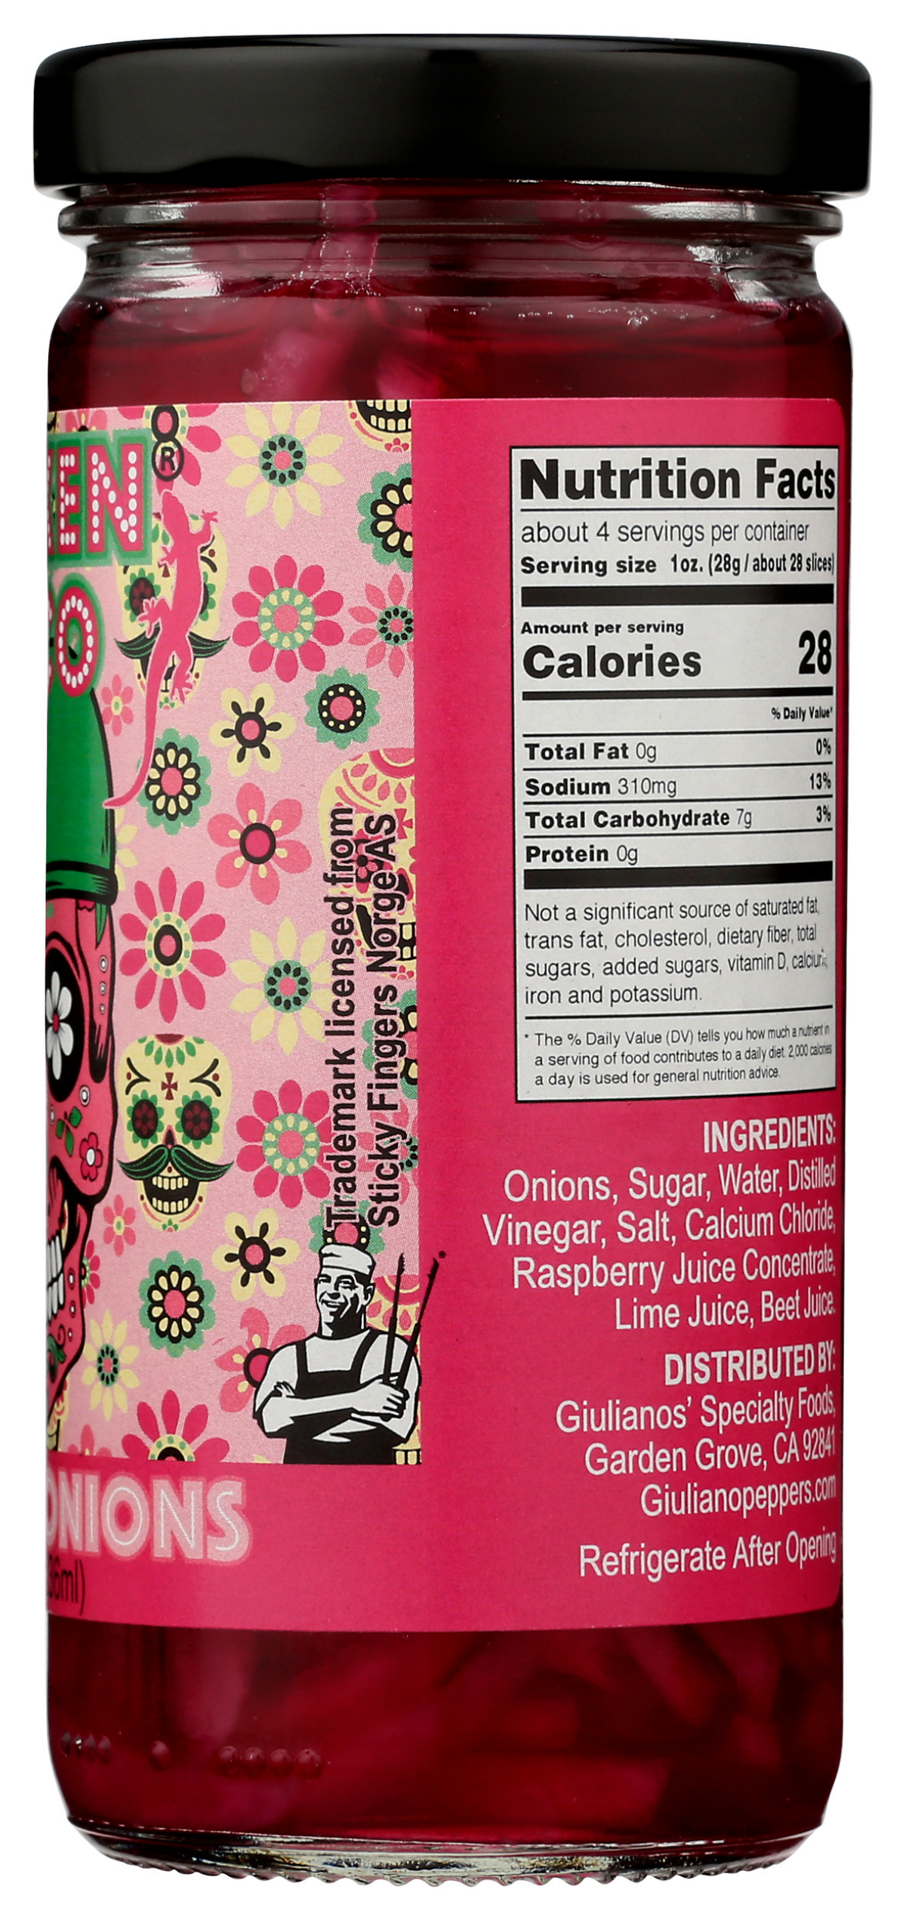 ®
Trademark licensed from
Sticky Fingers Norge AS
ONIONS
Nutrition Facts
about 4 servings per container
Serving size 1oz. (28g / about 28 slices)
Amount per serving
Calories 28
% Daily Value*
Total Fat 0g 0%
Sodium 310mg 13%
Total Carbohydrate 7g 3%
Protein 0g
Not a significant source of saturated fat,
trans fat, cholesterol, dietary fiber, total
sugars, added sugars, vitamin D, calcium,
iron and potassium.
* The % Daily Value (DV) tells you how much a nutrient in
a serving of food contributes to a daily diet. 2,000 calories
a day is used for general nutrition advice.
INGREDIENTS:
Onions, Sugar, Water, Distilled
Vinegar, Salt, Calcium Chloride,
Raspberry Juice Concentrate,
Lime Juice, Beet Juice.
DISTRIBUTED BY:
Giulianos' Specialty Foods,
Garden Grove, CA 92841
Giulianopeppers.com
Refrigerate After Opening